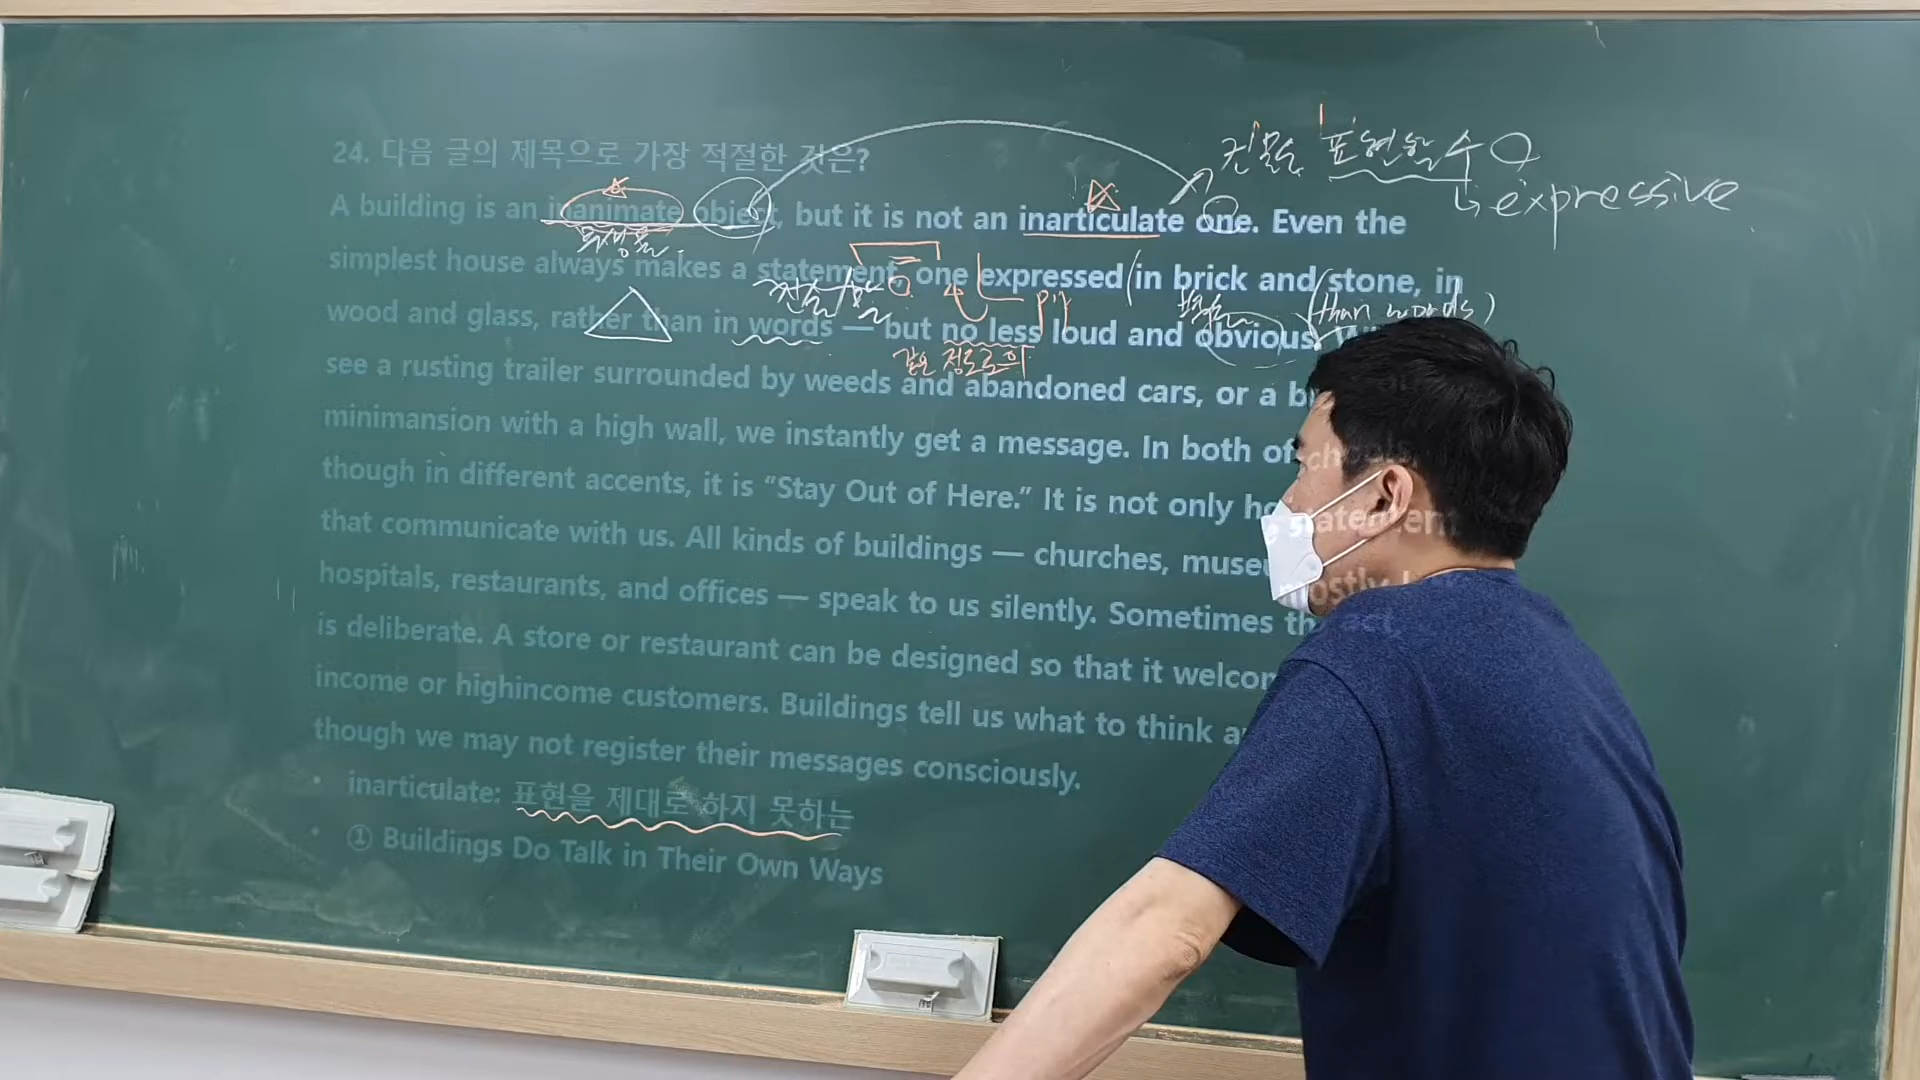 24. 다음 글의 제목으로 가장 적절한 것은?
건물은 표현할 수 O
expressive
A building is an inanimate object, but it is not an inarticulate one. Even the
무생물
simplest house always makes a statement, one expressed in brick and stone, in
진술/말
p.p
(than words)
wood and glass, rather than in words — but no less loud and obvious.
같은 정도로의
see a rusting trailer surrounded by weeds and abandoned cars, or a
minimansion with a high wall, we instantly get a message. In both of
though in different accents, it is “Stay Out of Here.” It is not only
statement
that communicate with us. All kinds of buildings — churches,
mostly
hospitals, restaurants, and offices — speak to us silently. Sometimes
is deliberate. A store or restaurant can be designed so that it
income or highincome customers. Buildings tell us what to think
though we may not register their messages consciously.
• inarticulate: 표현을 제대로 하지 못하는
• ① Buildings Do Talk in Their Own Ways